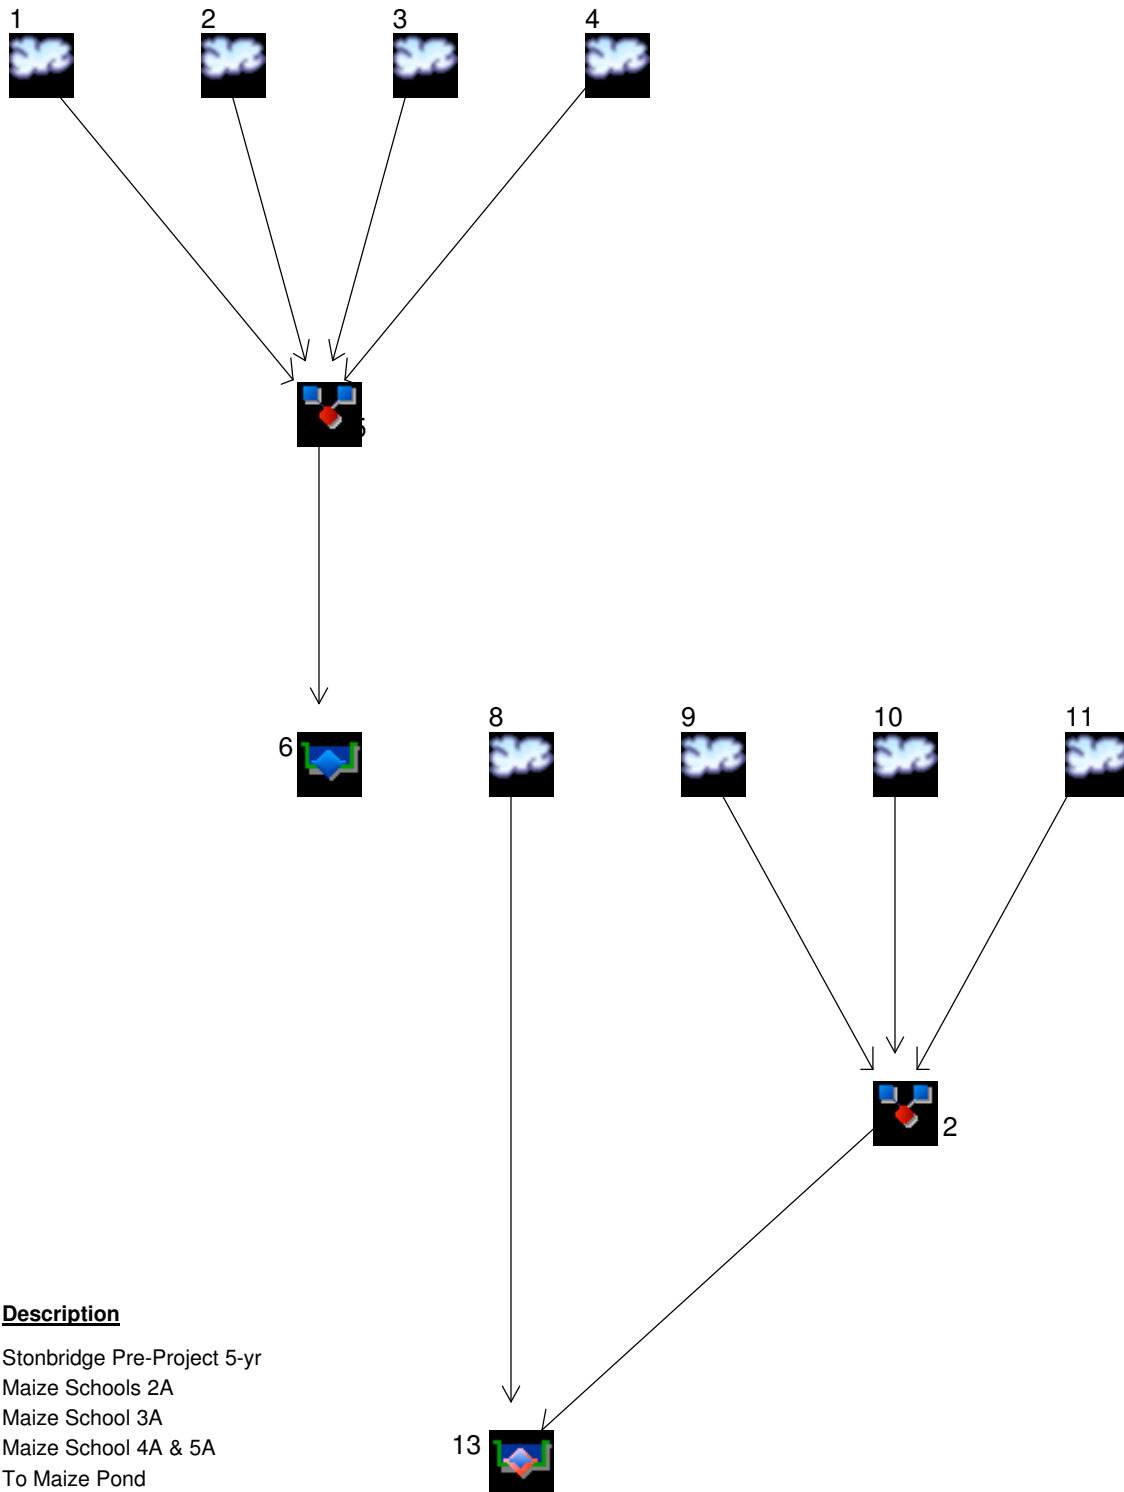 1 2 3 4
5
6
8 9 10 11
2
13
Description
Stonbridge Pre-Project 5-yr
Maize Schools 2A
Maize School 3A
Maize School 4A & 5A
To Maize Pond